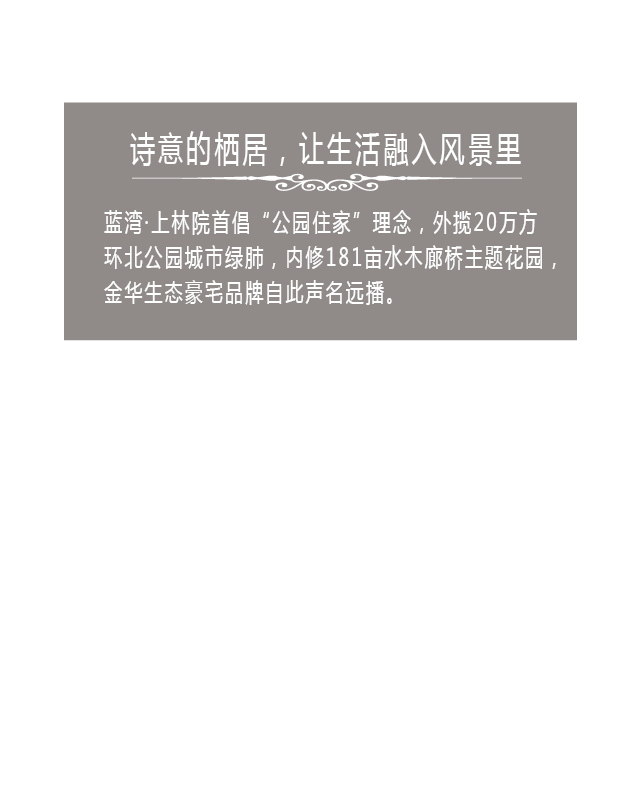 诗意的栖居，让生活融入风景里
蓝湾·上林院首倡“公园住家”理念，外揽20万方
环北公园城市绿肺，内修181亩水木廊桥主题花园，
金华生态豪宅品牌自此声名远播。